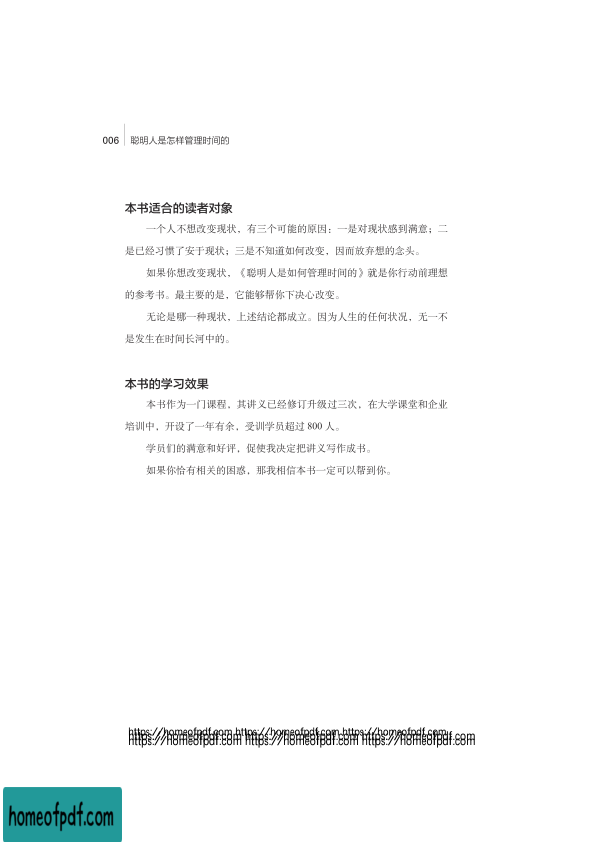 006 聪明人是怎样管理时间的
本书适合的读者对象
一个人不想改变现状，有三个可能的原因：一是对现状感到满意；二
是已经习惯了安于现状；三是不知道如何改变，因而放弃想的念头。
如果你想改变现状，《聪明人是如何管理时间的》就是你行动前理想
的参考书。最主要的是，它能够帮你下决心改变。
无论是哪一种现状，上述结论都成立。因为人生的任何状况，无一不
是发生在时间长河中的。
本书的学习效果
本书作为一门课程，其讲义已经修订升级过三次，在大学课堂和企业
培训中，开设了一年有余，受训学员超过 800 人。
学员们的满意和好评，促使我决定把讲义写作成书。
如果你恰有相关的困惑，那我相信本书一定可以帮到你。
https://homeofpdf.com https://homeofpdf.com https://homeofpdf.com
https://homeofpdf.com https://homeofpdf.com https://homeofpdf.com
https://homeofpdf.com https://homeofpdf.com https://homeofpdf.com
homeofpdf.com